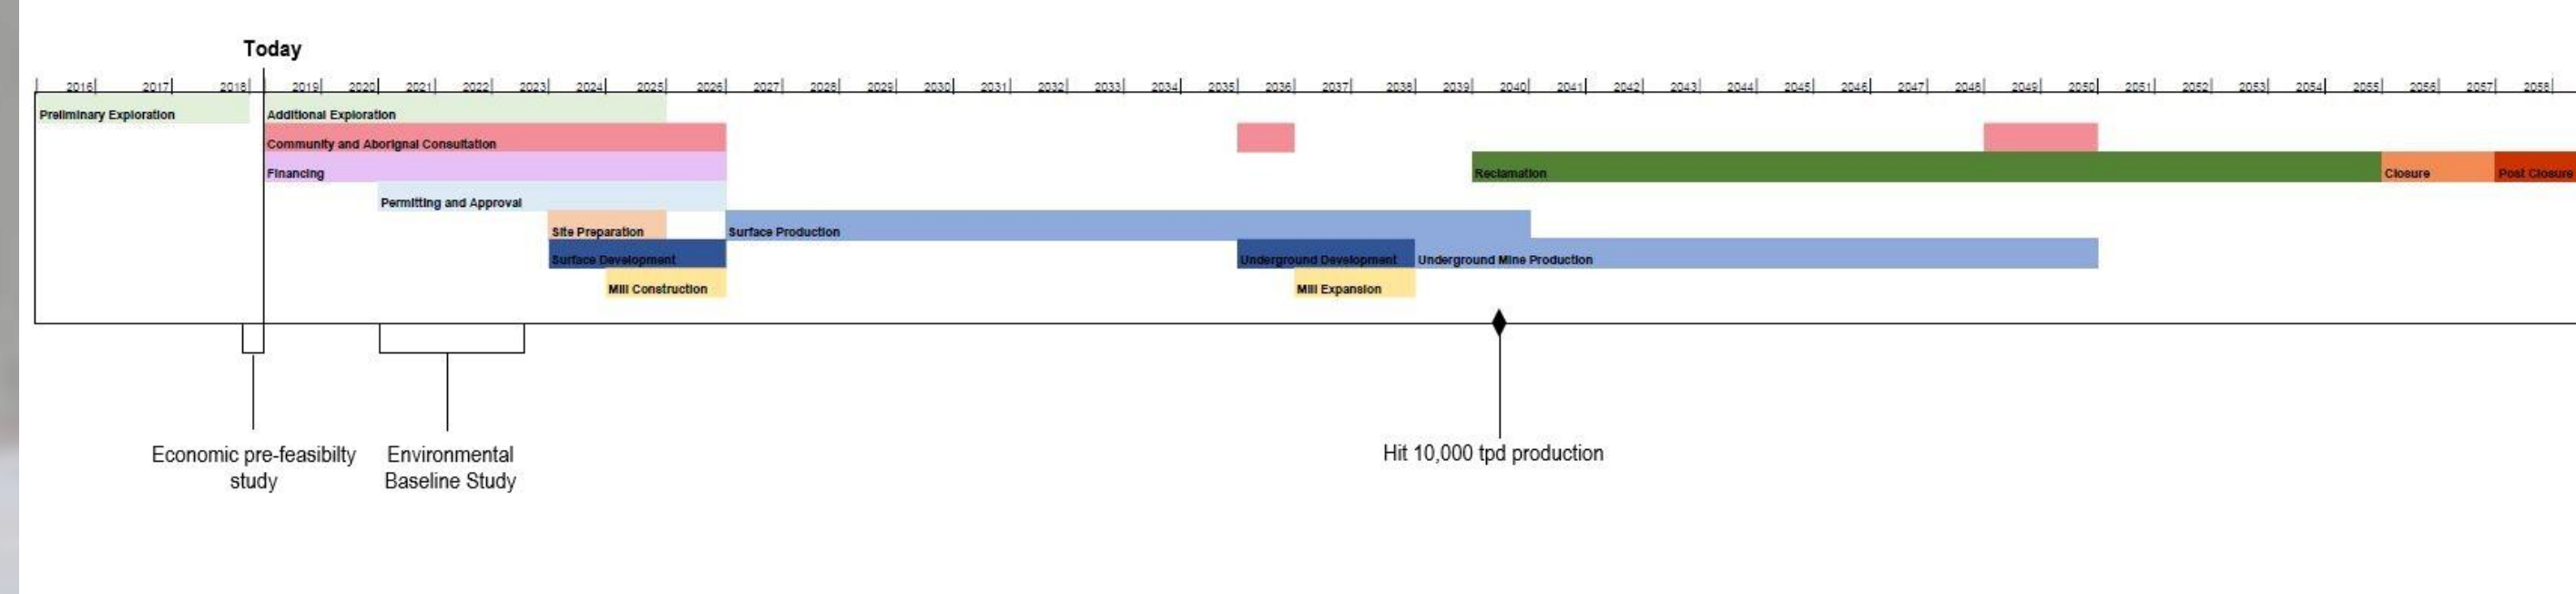 Today
2016 2017 2018 2019 2020 2021 2022 2023 2024 2025 2026 2027 2028 2029 2030 2031 2032 2033 2034 2035 2036 2037 2038 2039 2040 2041 2042 2043 2044 2045 2046 2047 2048 2049 2050 2051 2052 2053 2054 2055 2056 2057 2058
Preliminary Exploration Additional Exploration
Community and Aborignal Consultation
Financing Reclamation Closure Post Closure
Permitting and Approval
Site Preparation Surface Production
Surface Development Underground Development Underground Mine Production
Mill Construction Mill Expansion
Economic pre-feasibilty
study
Environmental
Baseline Study
Hit 10,000 tpd production